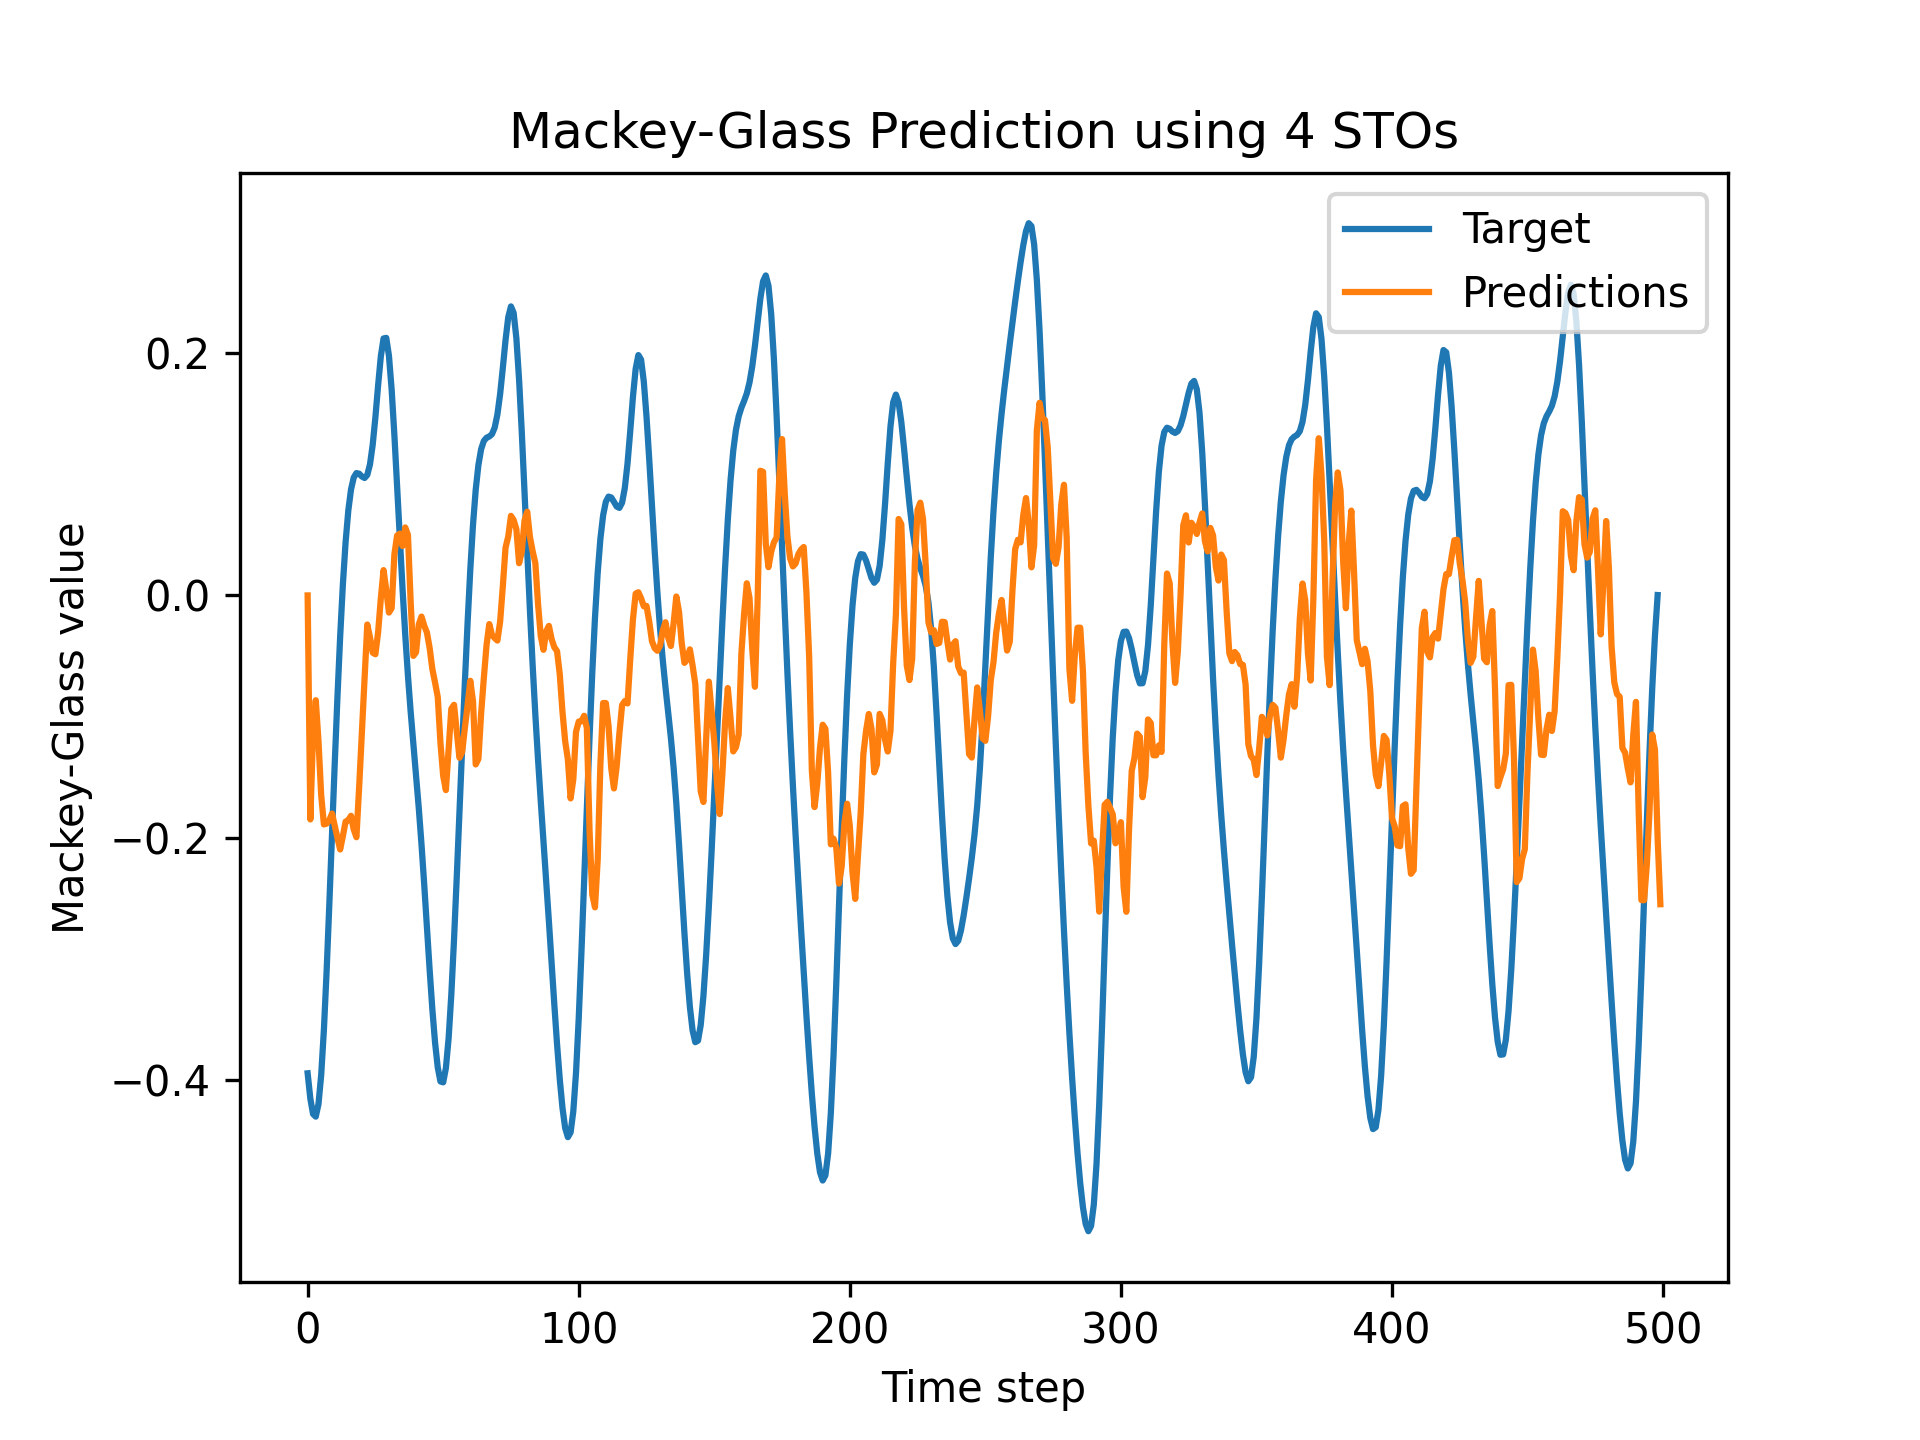 Mackey-Glass Prediction using 4 STOs
Target
Predictions
Mackey-Glass value
0.2
0.0
−0.2
−0.4
0 100 200 300 400 500
Time step